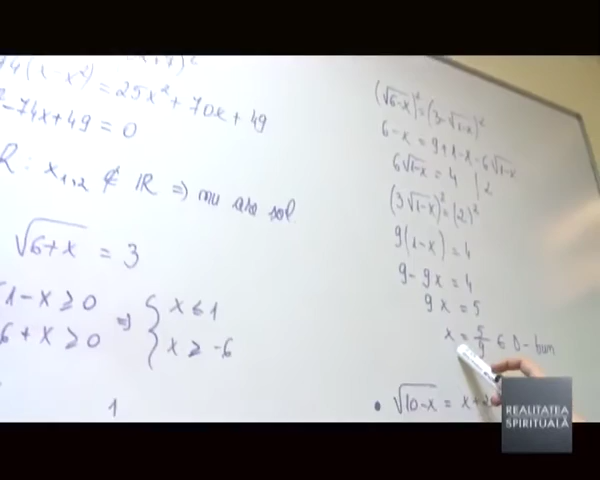 74(1-x²) = 25x² + 70x + 49
-74x+49 = 0
R: x₁,₂ ∉ ℝ ⇒ nu are sol.
√6+x = 3
1-x ≥ 0
6+x ≥ 0
⇒ { x ≤ 1
x ≥ -6
1
(√6-x)² = (3-√1-x)²
6-x = 9+1-x-6√1-x
6√1-x = 4 | 2
(3√1-x)² = (2)²
9(1-x) = 4
9-9x = 4
9x = 5
x = 5/9 ∈ D - bun
• √10-x = x+2
REALITATEA
SPIRITUALĂ